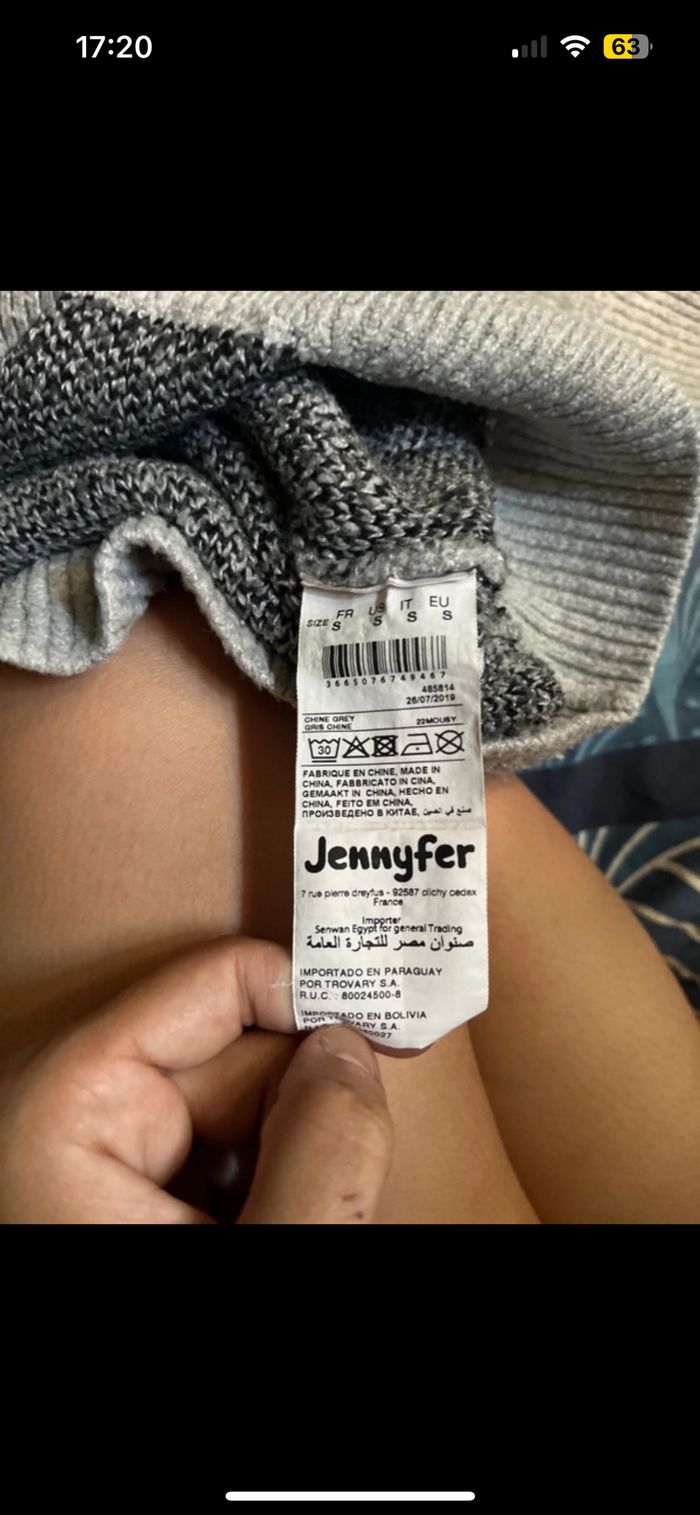 17:20
63
SIZE FR US IT EU
S S S S
3665076749467
485814
26/07/2019
CHINE GREY
GRIS CHINE
22MOUBY
30
FABRIQUE EN CHINE, MADE IN
CHINA, FABBRICATO IN CINA,
GEMAAKT IN CHINA, HECHO EN
CHINA, FEITO EM CHINA,
ПРОИЗВЕДЕНО В КИТАЕ, صنع في الصين
Jennyfer
7 rue pierre dreyfus - 92587 clichy cedex
France
Importer
Senwan Egypt for general Trading
صنوان مصر للتجارة العامة
IMPORTADO EN PARAGUAY
POR TROVARY S.A.
R.U.C. : 80024500-8
IMPORTADO EN BOLIVIA
POR TROVARY S.A.